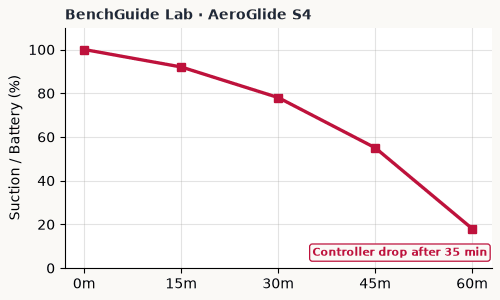 BenchGuide Lab · AeroGlide S4
Suction / Battery (%)
100
80
60
40
20
0
Controller drop after 35 min
0m 15m 30m 45m 60m